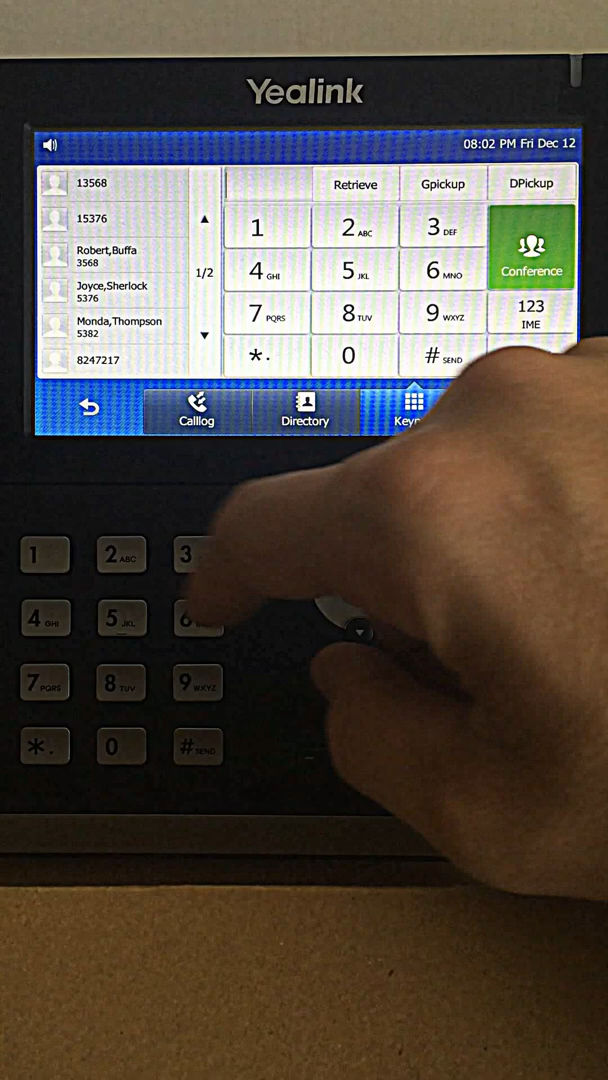 Yealink
08:02 PM Fri Dec 12
13568
15376
Robert,Buffa
3568
Joyce,Sherlock
5376
Monda,Thompson
5382
8247217
1/2
Retrieve
Gpickup
DPickup
1
2 ABC
3 DEF
Conference
4 GHI
5 JKL
6 MNO
7 PQRS
8 TUV
9 WXYZ
123
IME
*.
0
# SEND
Calllog
Directory
1
2 ABC
3
4 GHI
5 JKL
6
7 PQRS
8 TUV
9 WXYZ
*.
0
# SEND